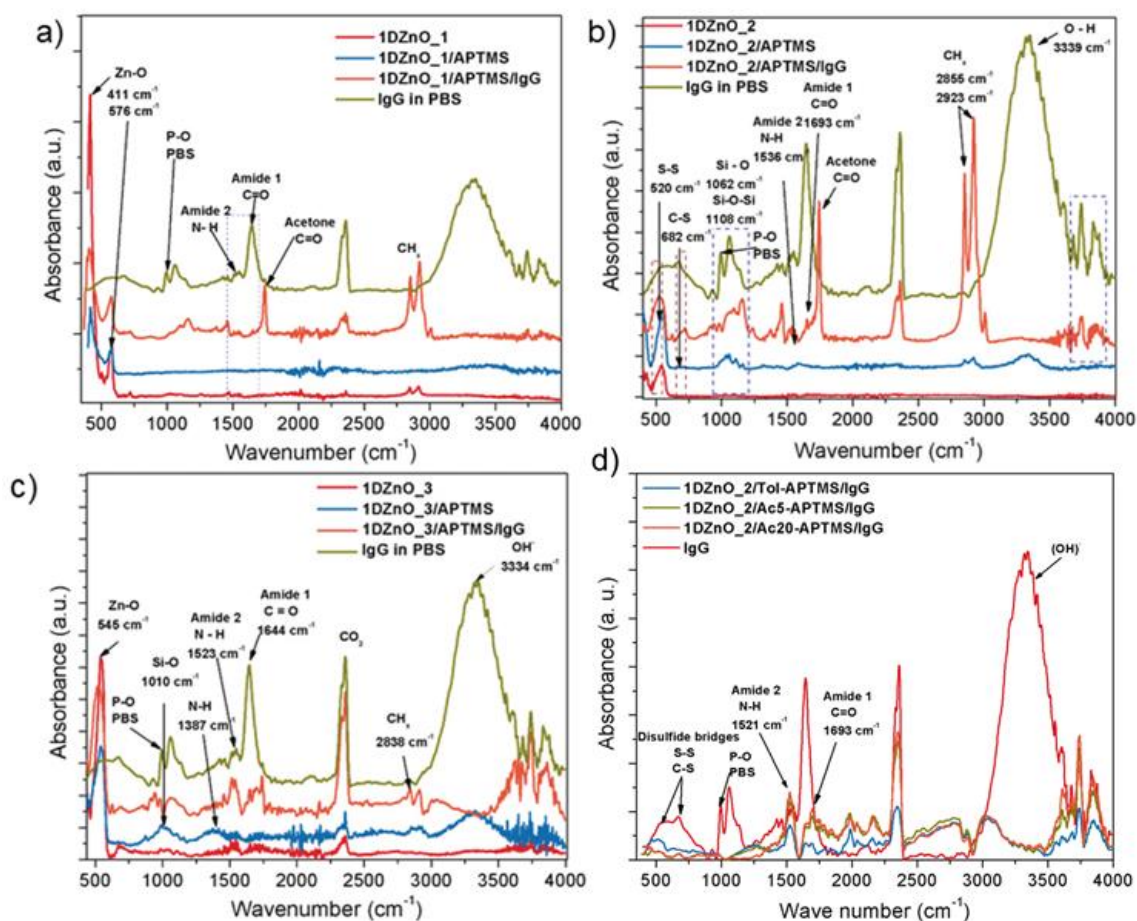 a)
1DZnO_1
1DZnO_1/APTMS
1DZnO_1/APTMS/IgG
IgG in PBS
Zn-O
411 cm⁻¹
576 cm⁻¹
P-O
PBS
Amide 2
N- H
Amide 1
C=O
Acetone
C=O
CHₓ
Absorbance (a.u.)
500 1000 1500 2000 2500 3000 3500 4000
Wavenumber (cm⁻¹)
b)
1DZnO_2
1DZnO_2/APTMS
1DZnO_2/APTMS/IgG
IgG in PBS
O - H
3339 cm⁻¹
CHₓ
2855 cm⁻¹
2923 cm⁻¹
Amide 1
C=O
1693 cm⁻¹
Amide 2
N-H
1536 cm⁻¹
Acetone
C=O
S-S
520 cm⁻¹
C-S
682 cm⁻¹
Si - O
1062 cm⁻¹
Si-O-Si
1108 cm⁻¹
P-O
PBS
Absorbance (a.u.)
500 1000 1500 2000 2500 3000 3500 4000
Wavenumber (cm⁻¹)
c)
1DZnO_3
1DZnO_3/APTMS
1DZnO_3/APTMS/IgG
IgG in PBS
OH⁻
3334 cm⁻¹
Zn-O
545 cm⁻¹
P-O
PBS
Si-O
1010 cm⁻¹
N-H
1387 cm⁻¹
Amide 2
N - H
1523 cm⁻¹
Amide 1
C = O
1644 cm⁻¹
CO₂
CHₓ
2838 cm⁻¹
Absorbance (a.u.)
500 1000 1500 2000 2500 3000 3500 4000
Wavenumber (cm⁻¹)
d)
1DZnO_2/Tol-APTMS/IgG
1DZnO_2/Ac5-APTMS/IgG
1DZnO_2/Ac20-APTMS/IgG
IgG
(OH)⁻
Amide 2
N-H
1521 cm⁻¹
Amide 1
C=O
1693 cm⁻¹
Disulfide bridges
S-S
C-S
P-O
PBS
Absorbance (a.u.)
500 1000 1500 2000 2500 3000 3500 4000
Wave number (cm⁻¹)